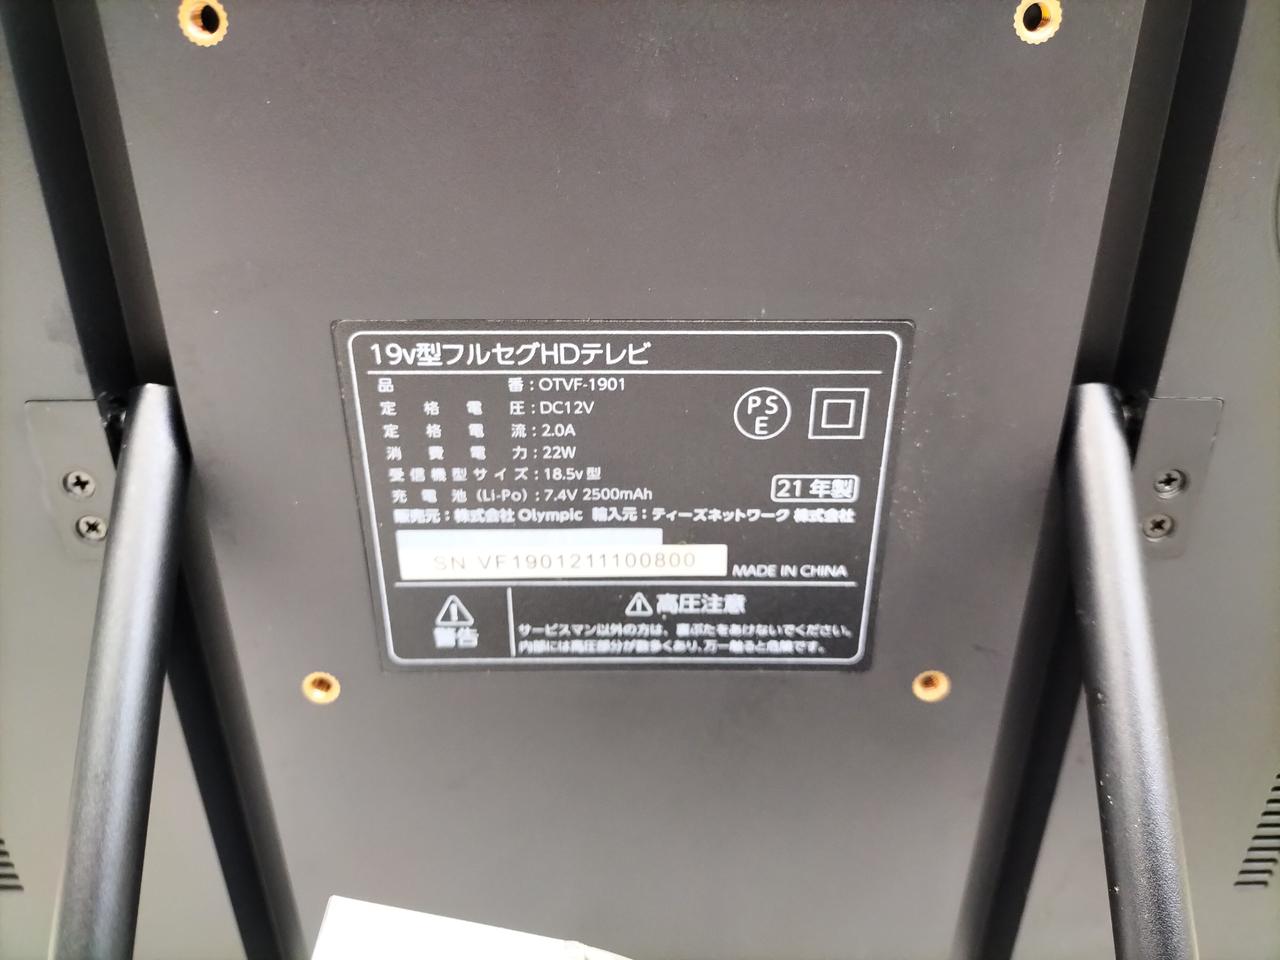 19v型フルセグHDテレビ
品番：OTVF-1901
定格電圧：DC12V
定格電流：2.0A
消費電力：22W
受信機型サイズ：18.5v型
充電池（Li-Po）：7.4V 2500mAh
PS
E
21年製
販売元：株式会社 Olympic 輸入元：ティーズネットワーク 株式会社
SN VF1901211100800
MADE IN CHINA
警告
高圧注意
サービスマン以外の方は、裏ぶたをあけないでください。
内部には高圧部分が数多くあり、万一触ると危険です。